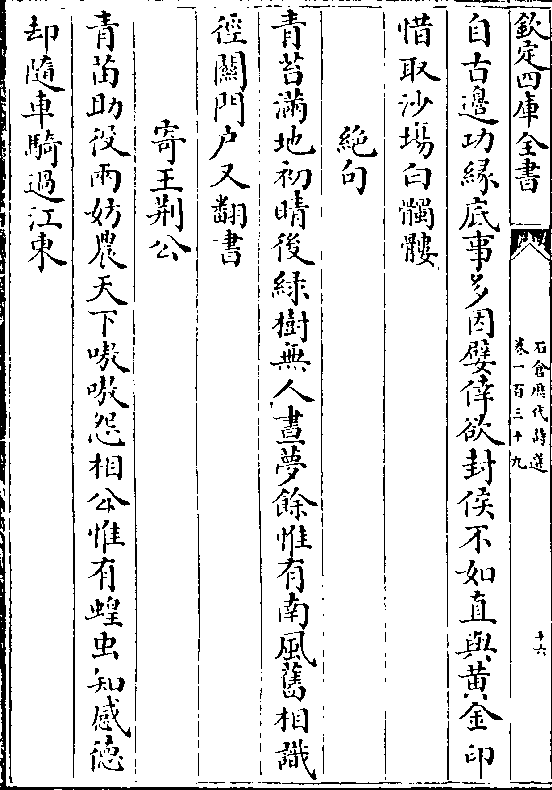 欽定四庫全書
石倉歴代詩選
卷一百三十九
十六
自古邊功緣底事多因嬖倖欲封侯不如直與黄金印
惜取沙塲白髑髏
絶句
青苔滿地初晴後綠樹無人晝夢餘惟有南風舊相識
徑關門户又翻書
寄王荆公
青苗助役兩妨農天下嗷嗷怨相公惟有蝗虫知感德
却隨車騎過江東